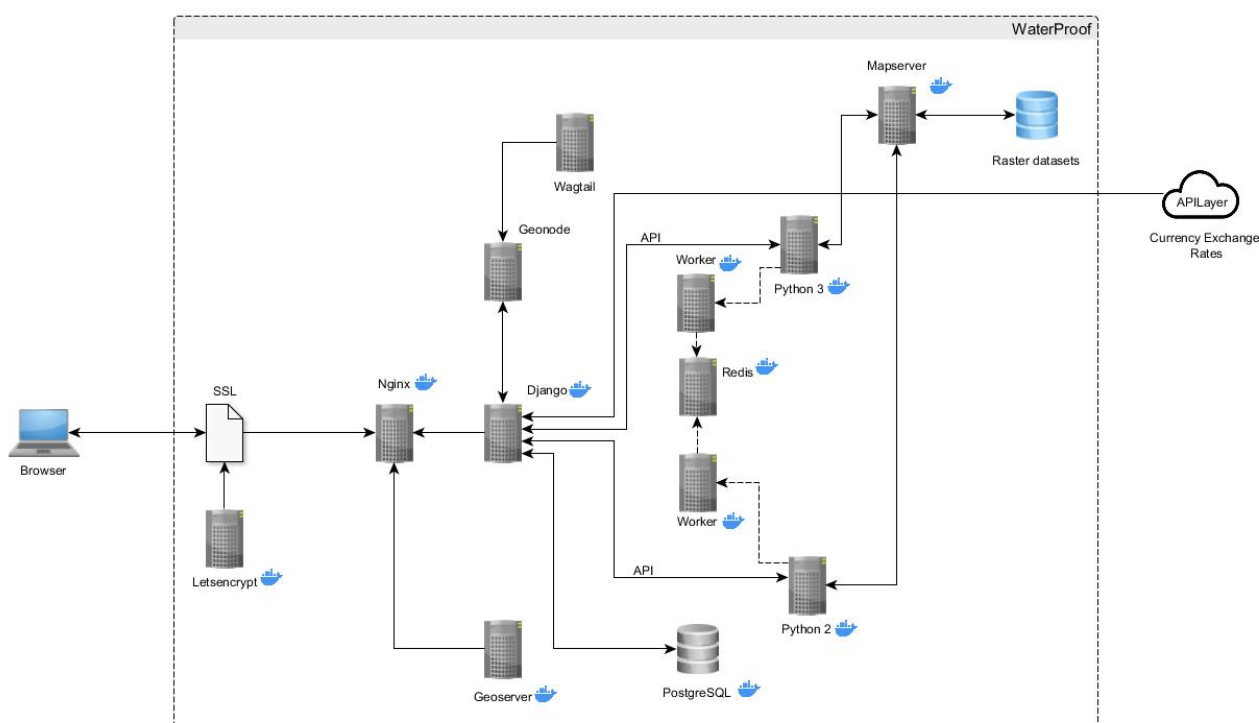 WaterProof
Mapserver
Raster datasets
Wagtail
APILayer
Currency Exchange
Rates
Geonode
API
Worker
Python 3
Redis
SSL
Nginx
Django
Browser
Worker
Letsencrypt
API
Python 2
Geoserver
PostgreSQL